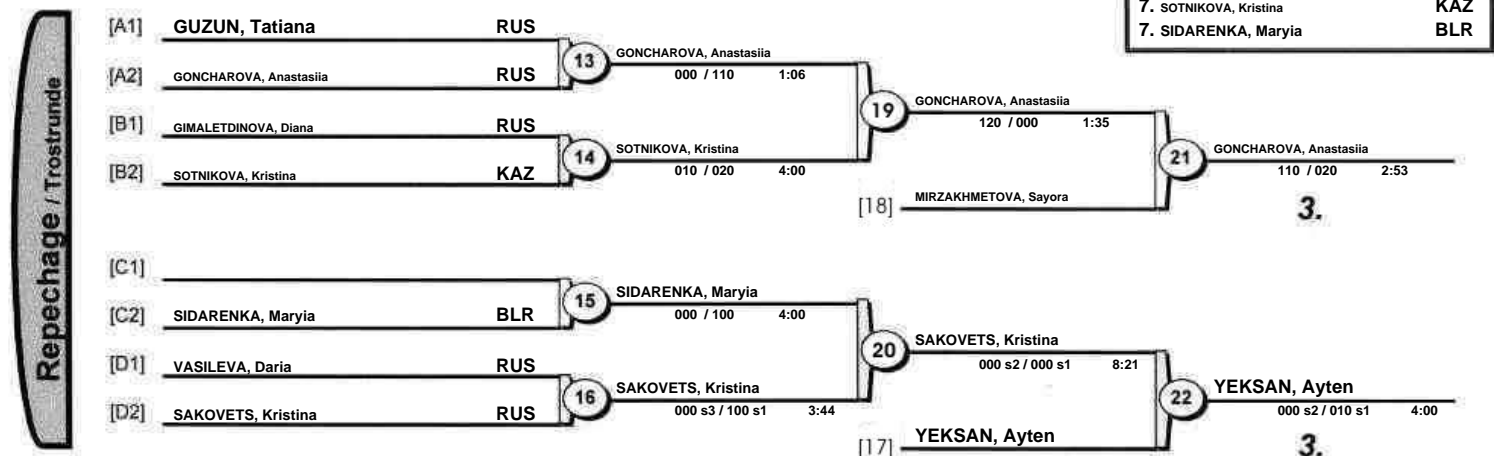 7. SOTNIKOVA, Kristina KAZ
7. SIDARENKA, Maryia BLR
Repechage / Trostrunde
[A1] GUZUN, Tatiana RUS
13 GONCHAROVA, Anastasiia
000 / 110 1:06
[A2] GONCHAROVA, Anastasiia RUS
19 GONCHAROVA, Anastasiia
120 / 000 1:35
[B1] GIMALETDINOVA, Diana RUS
14 SOTNIKOVA, Kristina
010 / 020 4:00
[B2] SOTNIKOVA, Kristina KAZ
21 GONCHAROVA, Anastasiia
110 / 020 2:53
[18] MIRZAKHMETOVA, Sayora
3.
[C1]
15 SIDARENKA, Maryia
000 / 100 4:00
[C2] SIDARENKA, Maryia BLR
20 SAKOVETS, Kristina
000 s2 / 000 s1 8:21
[D1] VASILEVA, Daria RUS
16 SAKOVETS, Kristina
000 s3 / 100 s1 3:44
[D2] SAKOVETS, Kristina RUS
22 YEKSAN, Ayten
000 s2 / 010 s1 4:00
[17] YEKSAN, Ayten
3.